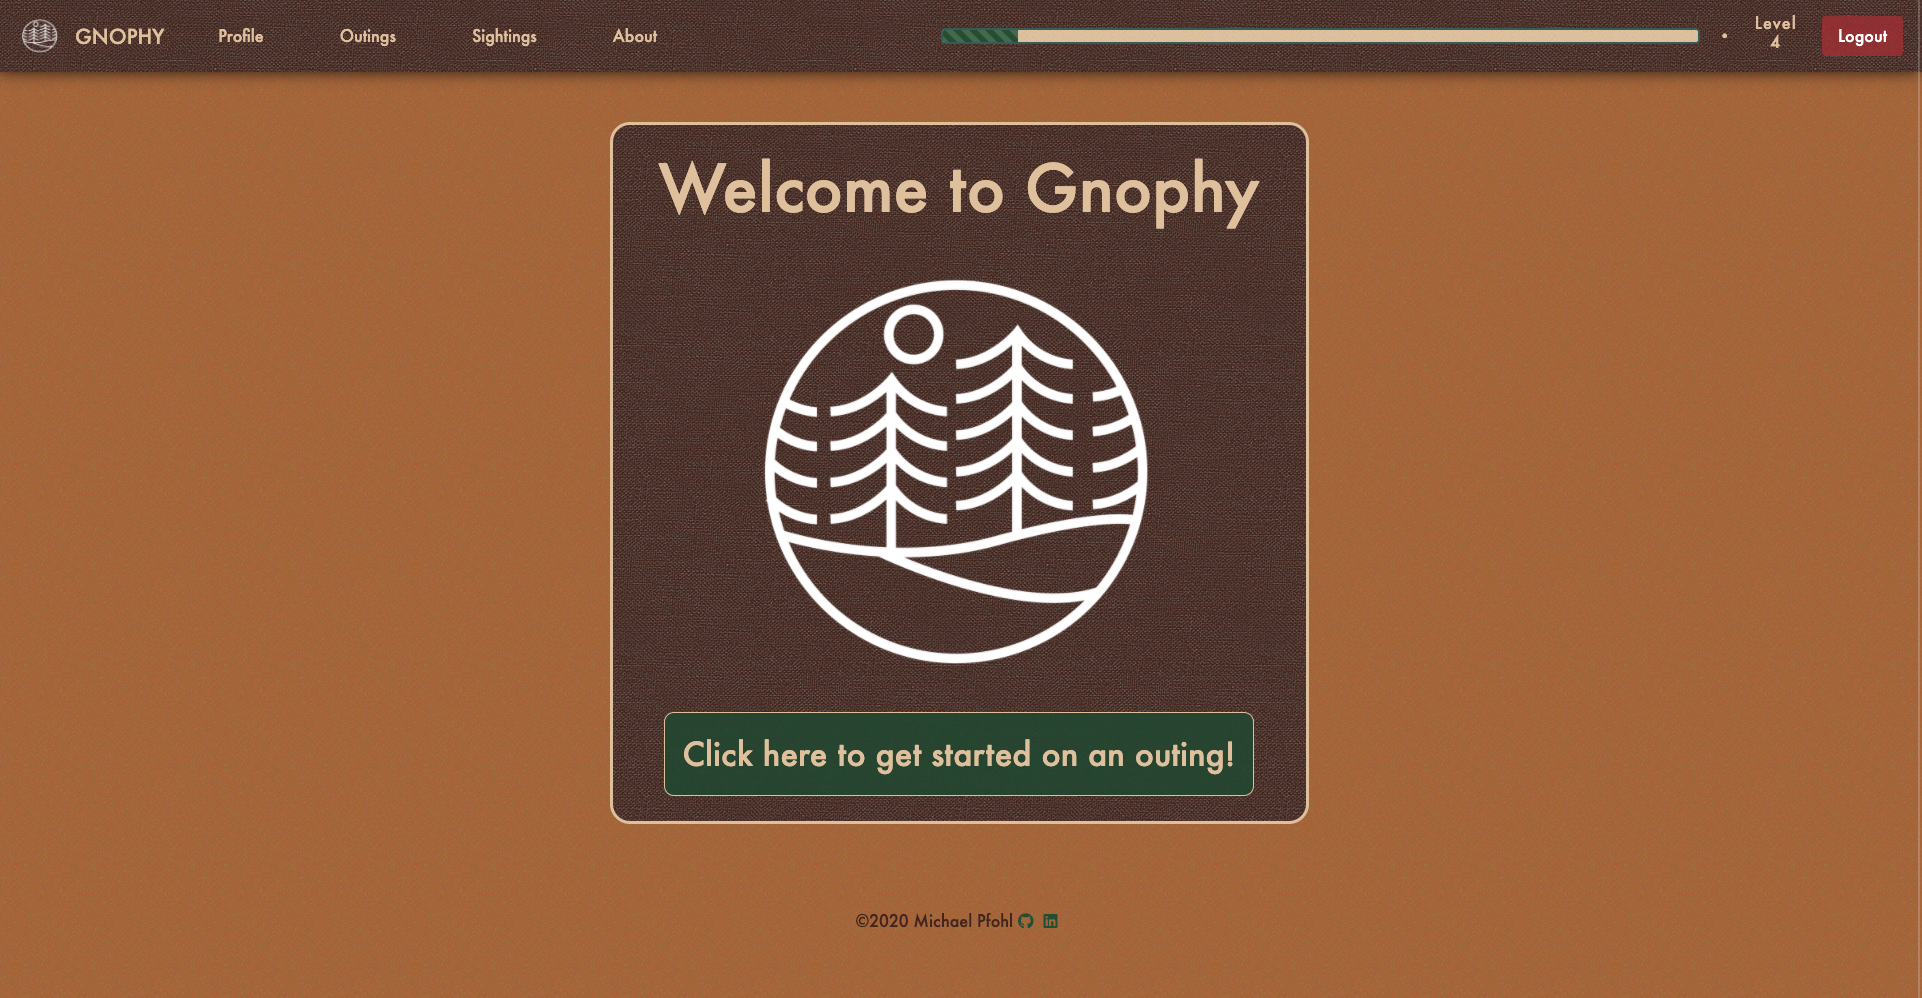 GNOPHY
Profile
Outings
Sightings
About
Level
4
Logout
Welcome to Gnophy
Click here to get started on an outing!
©2020 Michael Pfohl